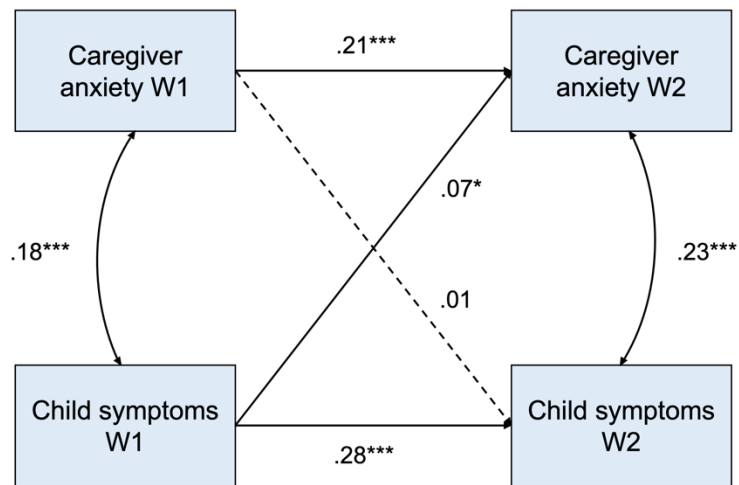 Caregiver
anxiety W1
.21***
Caregiver
anxiety W2
.07*
.18***
.23***
.01
Child symptoms
W1
.28***
Child symptoms
W2